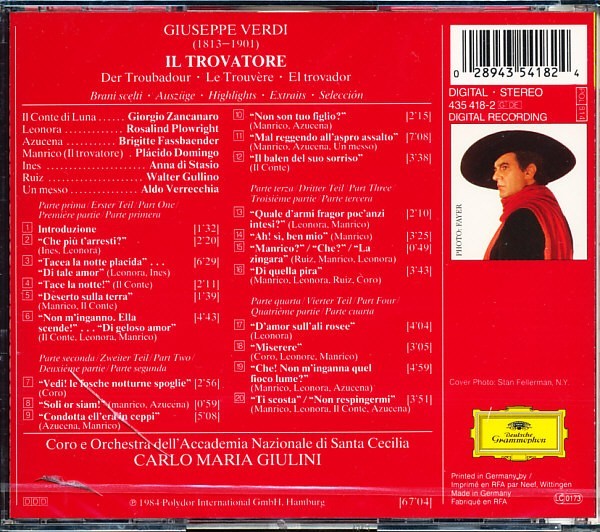 GIUSEPPE VERDI
(1813–1901)
IL TROVATORE
Der Troubadour · Le Trouvère · El trovador
Brani scelti · Auszüge · Highlights · Extraits · Selección
Il Conte di Luna ...... Giorgio Zancanaro
Leonora ......... Rosalind Plowright
Azucena ........ Brigitte Fassbaender
Manrico (Il trovatore) . Plácido Domingo
Ines ............... Anna di Stasio
Ruiz ............. Walter Gullino
Un messo ......... Aldo Verrecchia
Parte prima / Erster Teil / Part One /
Première partie / Parte primera
1 Introduzione [1'32]
2 "Che più t'arresti?" [2'20]
(Ines, Leonora)
3 "Tacea la notte placida" . . . [6'29]
"Di tale amor" (Leonora, Ines)
4 "Tace la notte!" (Il Conte) [2'11]
5 "Deserto sulla terra" [1'39]
(Manrico, Il Conte)
6 "Non m'inganno. Ella [4'43]
scende!" . . . "Di geloso amor"
(Il Conte, Leonora, Manrico)
Parte seconda / Zweiter Teil / Part Two /
Deuxième partie / Parte segunda
7 "Vedi! le fosche notturne spoglie" [2'56]
(Coro)
8 "Soli or siam!" (manrico, Azucena) [0'59]
9 "Condotta ell'era in ceppi" [5'08]
(Azucena, Manrico)
10 "Non son tuo figlio?" [2'15]
(Manrico, Azucena)
11 "Mal reggendo all'aspro assalto" [7'08]
(Manrico, Azucena, Un messo)
12 "Il balen del suo sorriso" [3'38]
(Il Conte)
Parte terza / Dritter Teil / Part Three /
Troisième partie / Parte tercera
13 "Quale d'armi fragor poc'anzi [2'10]
intesi?" (Leonora, Manrico)
14 "Ah! sì, ben mio" (Manrico) [3'25]
15 "Manrico?" / "Che?" / "La [0'49]
zingara" (Ruiz, Manrico, Leonora)
16 "Di quella pira" [3'43]
(Manrico, Leonora, Ruiz, Coro)
Parte quarta / Vierter Teil / Part Four /
Quatrième partie / Parte cuarta
17 "D'amor sull'ali rosee" [4'04]
(Leonora)
18 "Miserere" [3'05]
(Coro, Leonore, Manrico)
19 "Che! Non m'inganna quel [4'59]
fioco lume?"
(Manrico, Leonora, Azucena)
20 "Ti scosta" / "Non respingermi" [3'51]
(Manrico, Leonora, Il Conte, Azucena)
Coro e Orchestra dell'Accademia Nazionale di Santa Cecilia
CARLO MARIA GIULINI
DDD
℗ 1984 Polydor International GmbH, Hamburg
[67'04]
0 28943 54182 4
DIGITAL · STEREO
435 418-2 G DE
DIGITAL RECORDING
PHOTO: FAYER
Cover Photo: Stan Fellerman, N.Y.
Deutsche
Grammophon
Printed in Germany by /
Imprimé en RFA par Neel, Wittingen
Made in Germany
Fabriqué en RFA
LC 0173